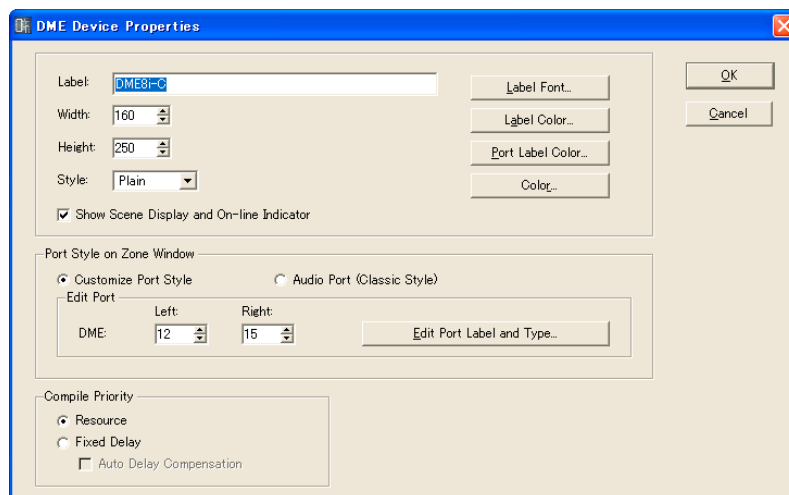 DME Device Properties
Label: DME8i-C Label Font... OK
Width: 160 Label Color... Cancel
Height: 250 Port Label Color...
Style: Plain Color...
Show Scene Display and On-line Indicator
Port Style on Zone Window
Customize Port Style Audio Port (Classic Style)
Edit Port
Left: Right:
DME: 12 15 Edit Port Label and Type...
Compile Priority
Resource
Fixed Delay
Auto Delay Compensation